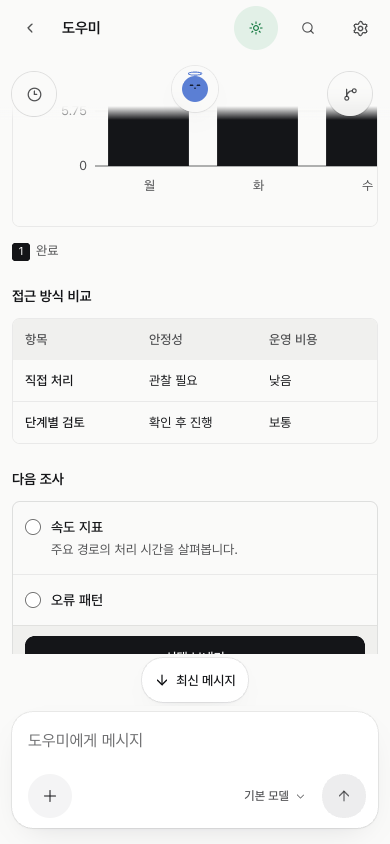 도우미
5.75
0
월 화 수
1 완료
접근 방식 비교
항목 안정성 운영 비용
직접 처리 관찰 필요 낮음
단계별 검토 확인 후 진행 보통
다음 조사
속도 지표
주요 경로의 처리 시간을 살펴봅니다.
오류 패턴
최신 메시지
도우미에게 메시지
기본 모델